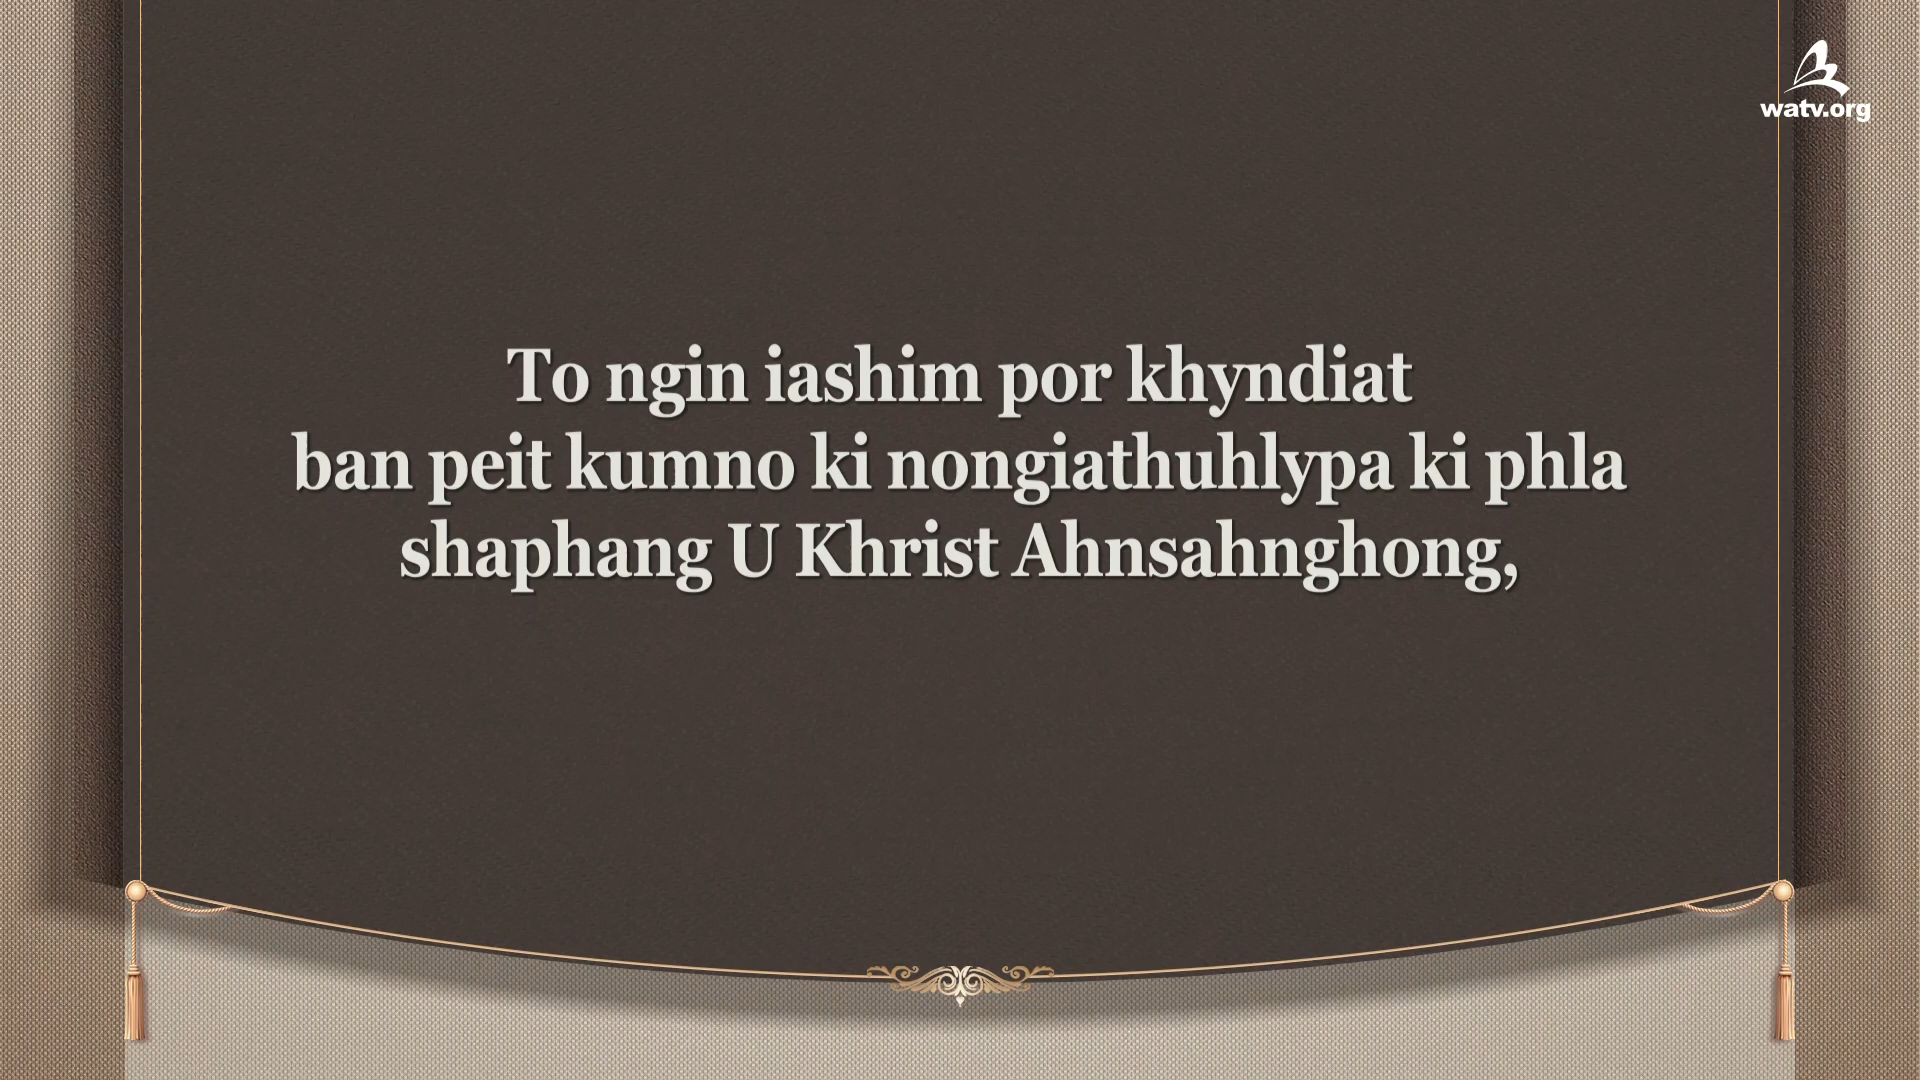 watv.org
To ngin iashim por khyndiat
ban peit kumno ki nongiathuhlypa ki phla
shaphang U Khrist Ahnsahnghong,